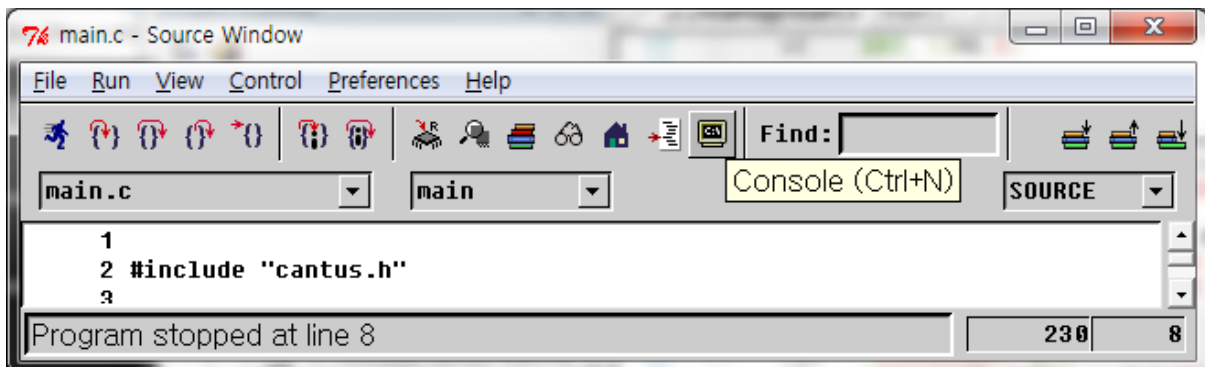 main.c - Source Window
File Run View Control Preferences Help
Find:
Console (Ctrl+N)
main.c main SOURCE
1
2 #include "cantus.h"
3
Program stopped at line 8 230 8